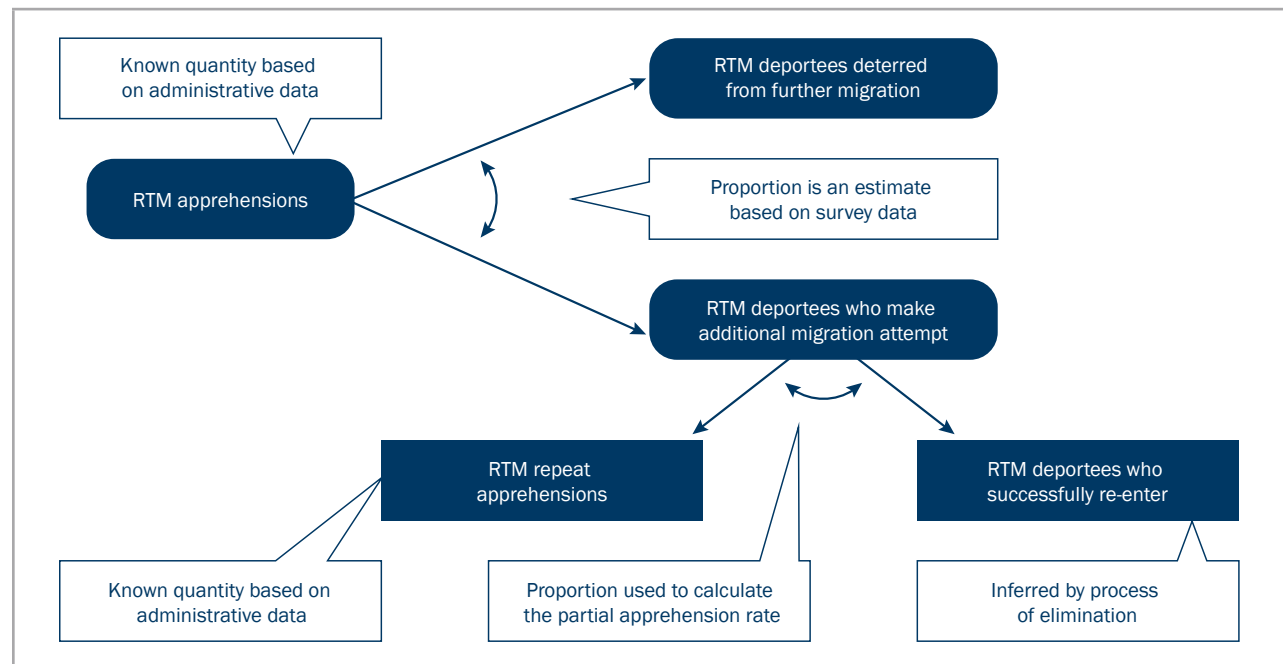 Known quantity based
on administrative data
RTM deportees deterred
from further migration
RTM apprehensions
Proportion is an estimate
based on survey data
RTM deportees who make
additional migration attempt
RTM repeat
apprehensions
RTM deportees who
successfully re-enter
Known quantity based on
administrative data
Proportion used to calculate
the partial apprehension rate
Inferred by process
of elimination